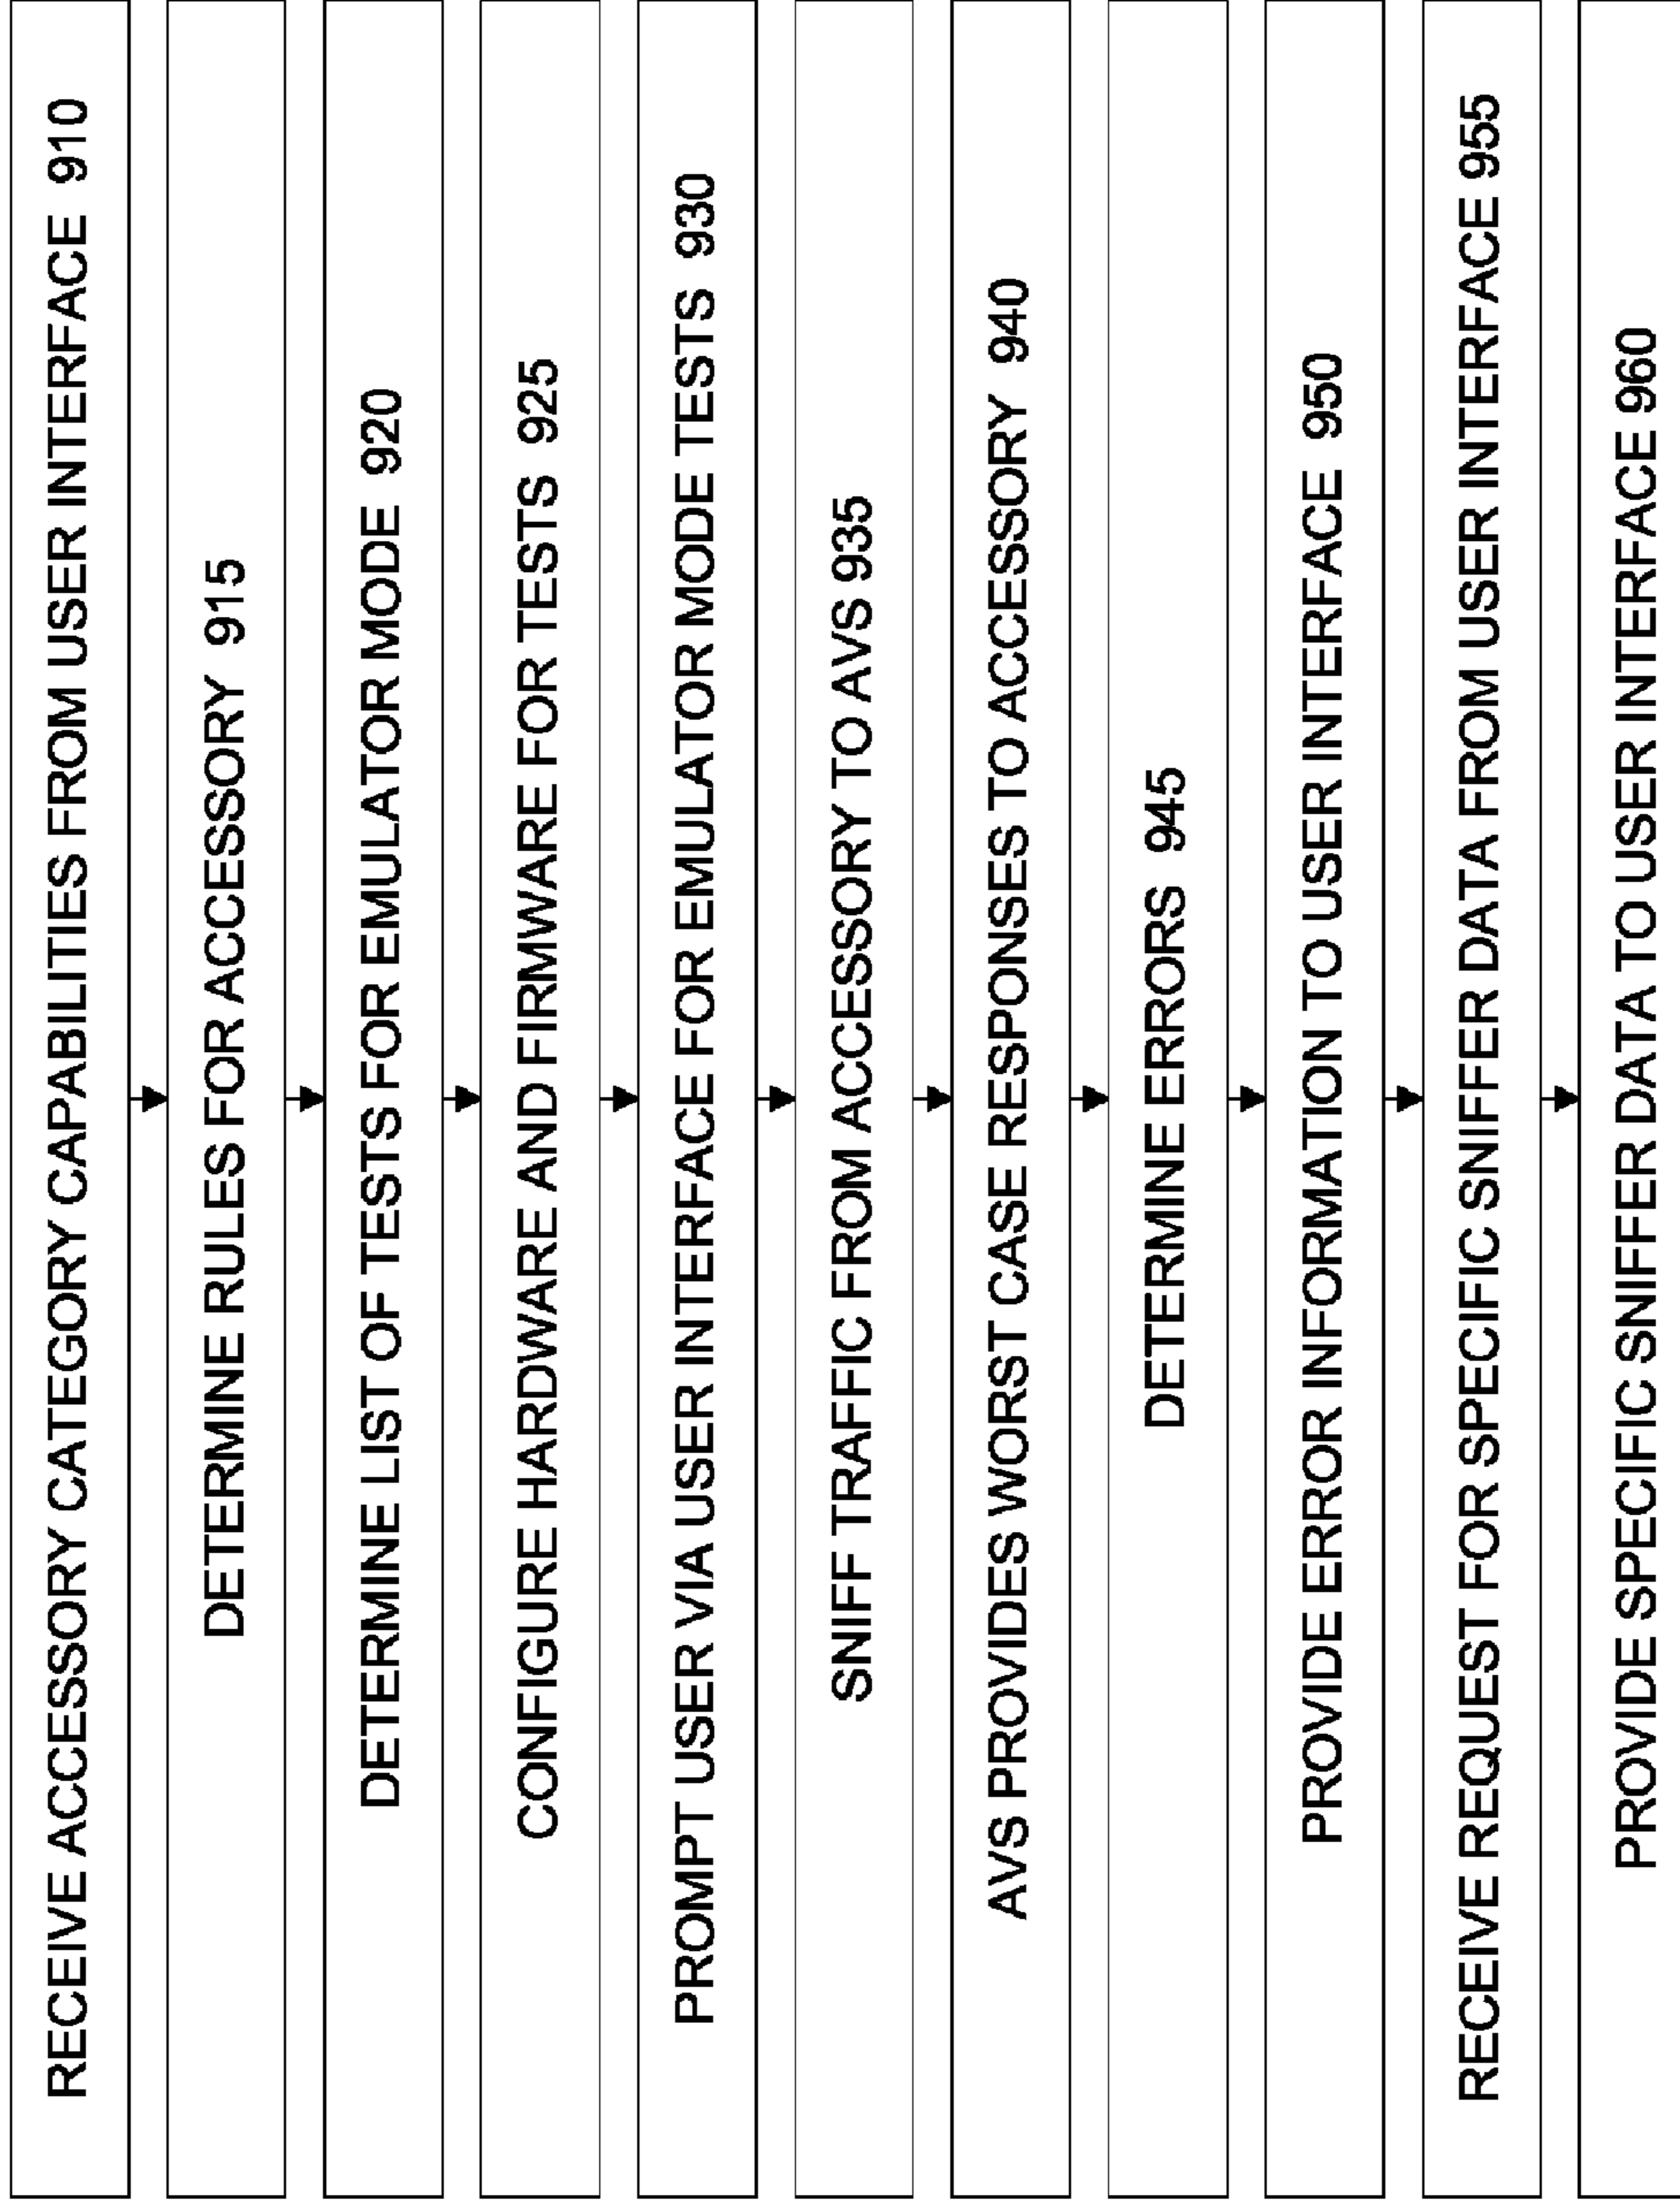 RECEIVE ACCESSORY CATEGORY CAPABILITIES FROM USER INTERFACE 910
DETERMINE RULES FOR ACCESSORY 915
DETERMINE LIST OF TESTS FOR EMULATOR MODE 920
CONFIGURE HARDWARE AND FIRMWARE FOR TESTS 925
PROMPT USER VIA USER INTERFACE FOR EMULATOR MODE TESTS 930
SNIFF TRAFFIC FROM ACCESSORY TO AVS 935
AVS PROVIDES WORST CASE RESPONSES TO ACCESSORY 940
DETERMINE ERRORS 945
PROVIDE ERROR INFORMATION TO USER INTERFACE 950
RECEIVE REQUEST FOR SPECIFIC SNIFFER DATA FROM USER INTERFACE 955
PROVIDE SPECIFIC SNIFFER DATA TO USER INTERFACE 960